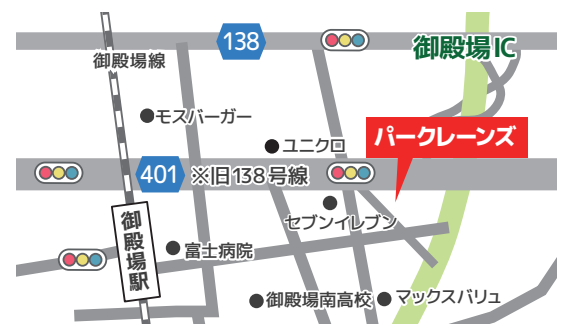 138
御殿場IC
御殿場線
モスバーガー
パークレーンズ
ユニクロ
401 ※旧138号線
セブンイレブン
御殿場駅
富士病院
御殿場南高校
マックスバリュ